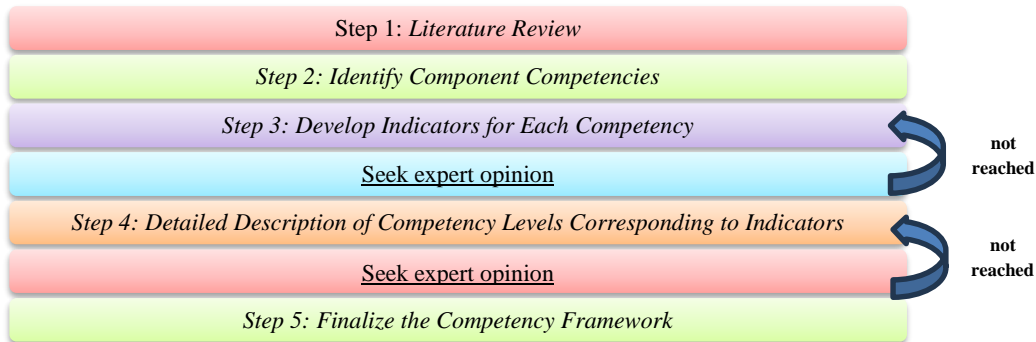 Step 1: Literature Review
Step 2: Identify Component Competencies
Step 3: Develop Indicators for Each Competency
not
reached
Seek expert opinion
Step 4: Detailed Description of Competency Levels Corresponding to Indicators
not
reached
Seek expert opinion
Step 5: Finalize the Competency Framework